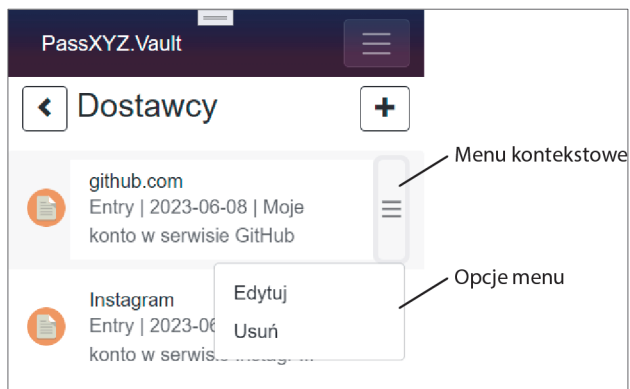 PassXYZ.Vault
Dostawcy
Menu kontekstowe
github.com
Entry | 2023-06-08 | Moje
konto w serwisie GitHub
Opcje menu
Edytuj
Usuń
Instagram
Entry | 2023-06
konto w serwis